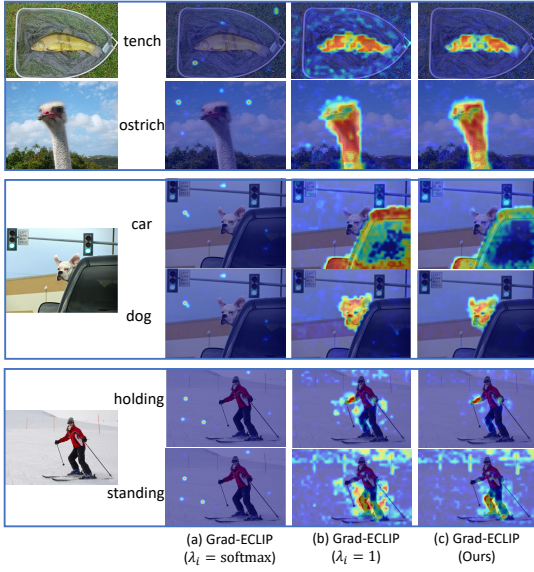 tench
ostrich
car
dog
holding
standing
(a) Grad-ECLIP (b) Grad-ECLIP (c) Grad-ECLIP
(λᵢ = softmax) (λᵢ = 1) (Ours)